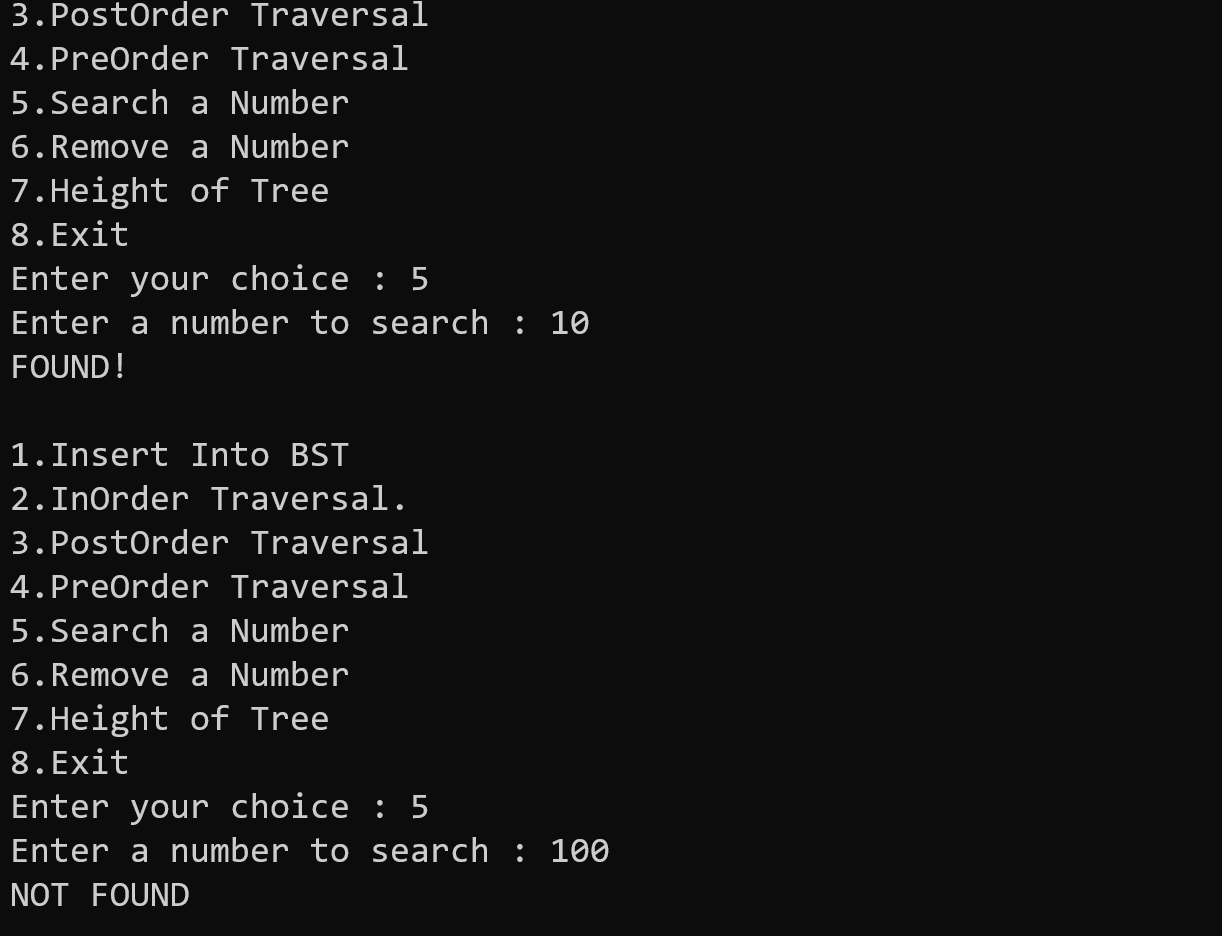 3.PostOrder Traversal
4.PreOrder Traversal
5.Search a Number
6.Remove a Number
7.Height of Tree
8.Exit
Enter your choice : 5
Enter a number to search : 10
FOUND!

1.Insert Into BST
2.InOrder Traversal.
3.PostOrder Traversal
4.PreOrder Traversal
5.Search a Number
6.Remove a Number
7.Height of Tree
8.Exit
Enter your choice : 5
Enter a number to search : 100
NOT FOUND